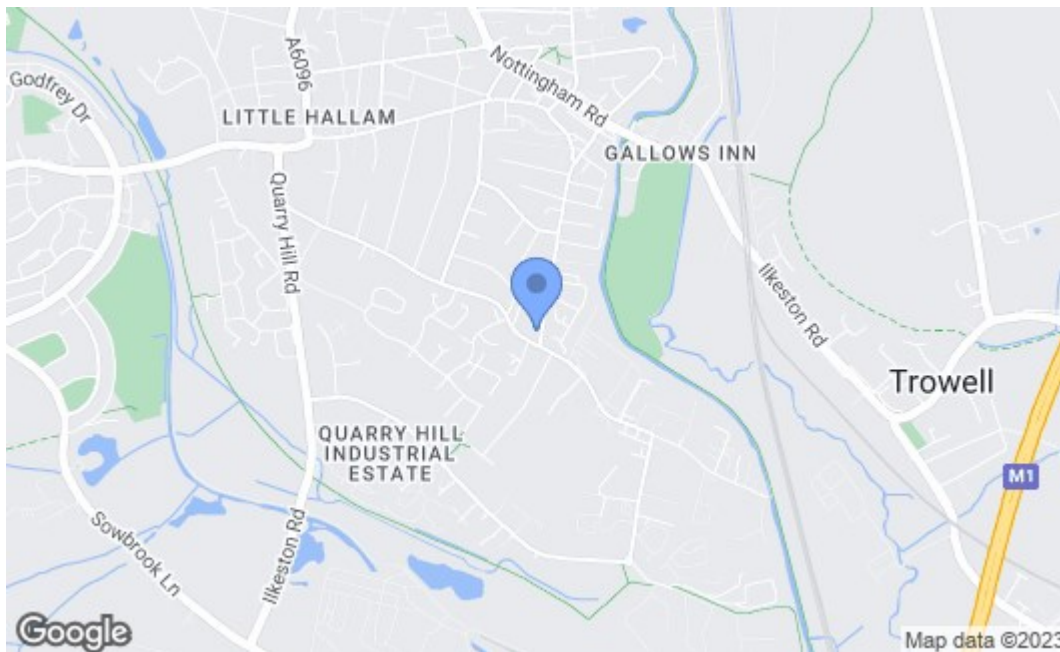 Godfrey Dr
A6096
Nottingham Rd
LITTLE HALLAM
GALLOWS INN
Quarry Hill Rd
Ilkeston Rd
Trowell
QUARRY HILL
INDUSTRIAL
ESTATE
M1
Sowbrook Ln
Ilkeston Rd
Google
Map data ©2023